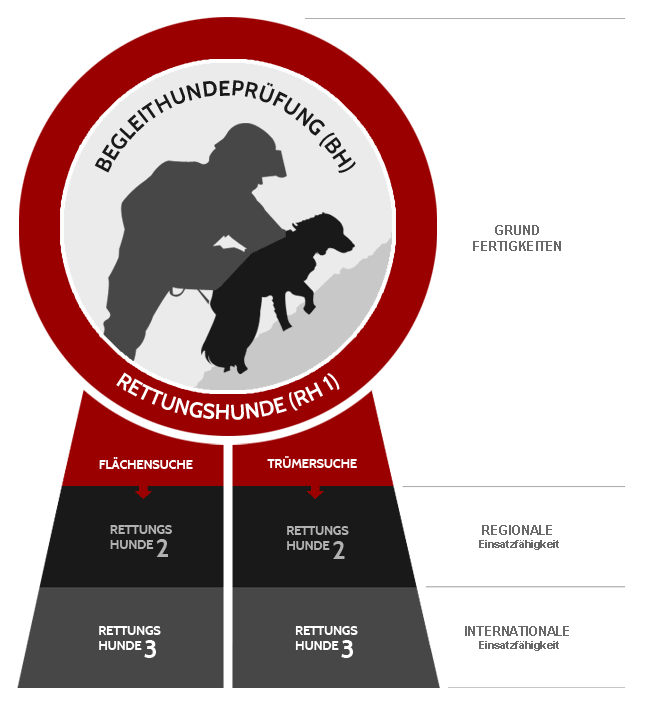 BEGLEITHUNDEPRÜFUNG (BH)
GRUND
FERTIGKEITEN
RETTUNGSHUNDE (RH 1)
FLÄCHENSUCHE
TRÜMERSUCHE
RETTUNGS
HUNDE 2
RETTUNGS
HUNDE 2
REGIONALE
Einsatzfähigkeit
RETTUNGS
HUNDE 3
RETTUNGS
HUNDE 3
INTERNATIONALE
Einsatzfähigkeit